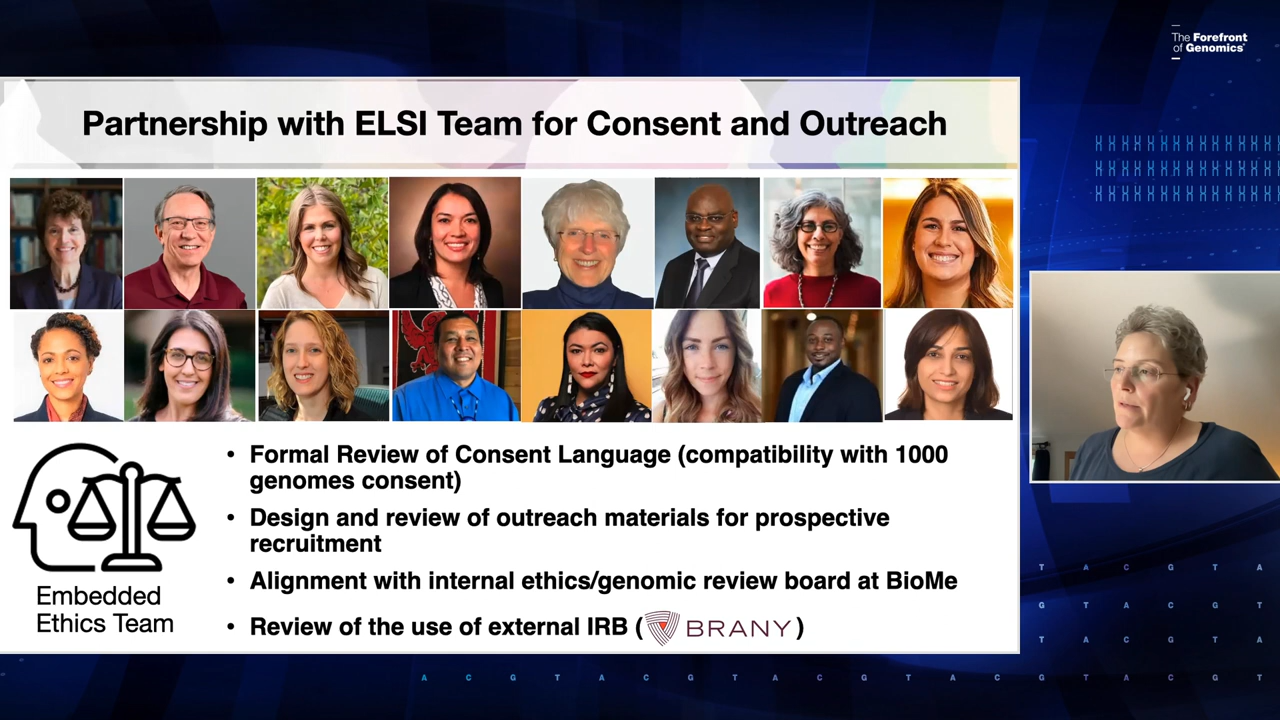 The Forefront
of Genomics
Partnership with ELSI Team for Consent and Outreach
• Formal Review of Consent Language (compatibility with 1000
genomes consent)
• Design and review of outreach materials for prospective
recruitment
• Alignment with internal ethics/genomic review board at BioMe
• Review of the use of external IRB ( BRANY )
Embedded
Ethics Team
T A C G T A
G T A C G T
T A C G T A
A C G T A C G T A C G T A C G T A C G T